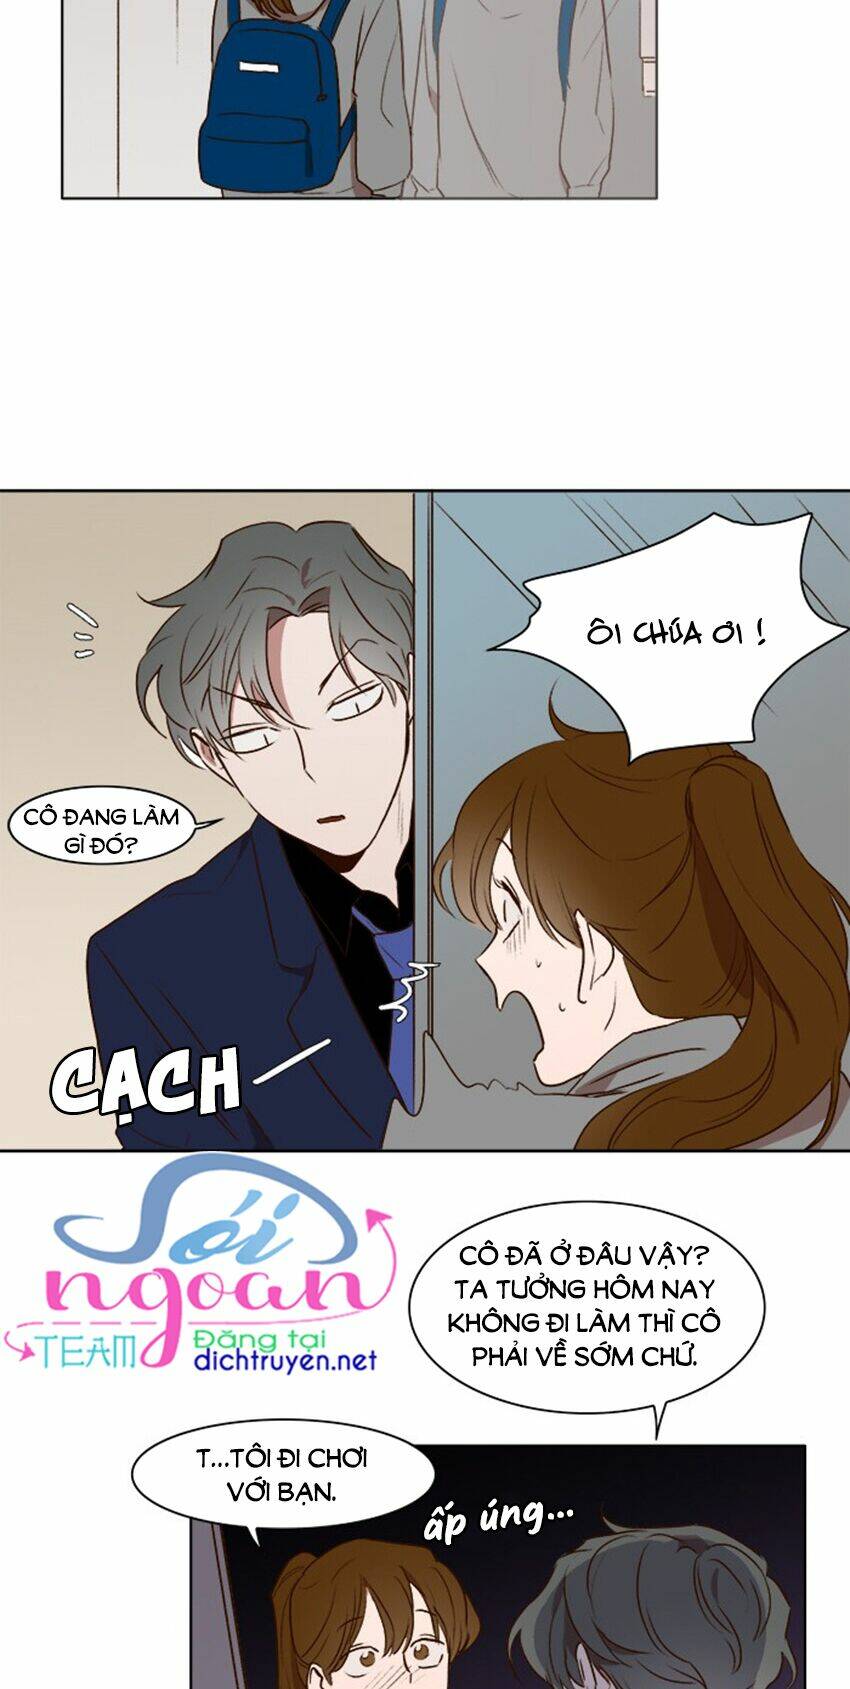 ÔI CHÚA ƠI !
CÔ ĐANG LÀM
GÌ ĐÓ?
CẠCH
Sói
ngoan
TEAM
Đăng tại
dichtruyen.net
CÔ ĐÃ Ở ĐÂU VẬY?
TA TƯỞNG HÔM NAY
KHÔNG ĐI LÀM THÌ CÔ
PHẢI VỀ SỚM CHỨ.
T...TÔI ĐI CHƠI
VỚI BẠN.
ấp úng...